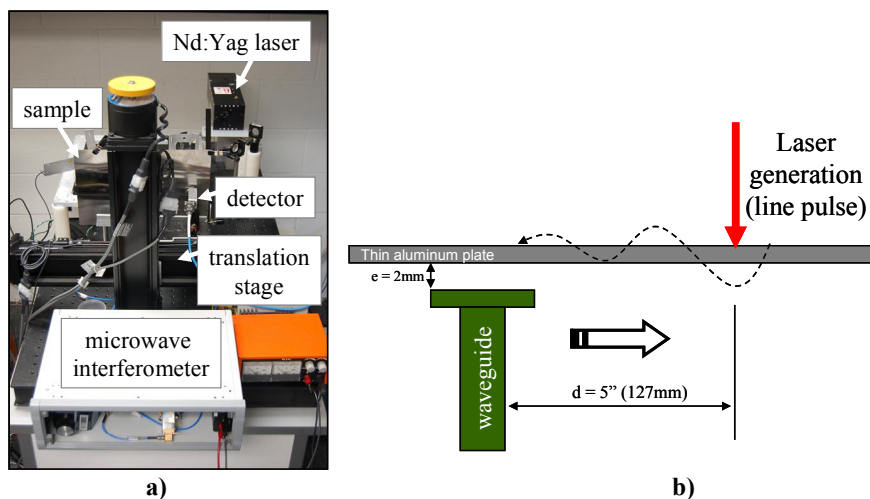 Nd:Yag laser
sample
detector
translation
stage
microwave
interferometer
a)
Laser
generation
(line pulse)
Thin aluminum plate
e = 2mm
waveguide
d = 5” (127mm)
b)